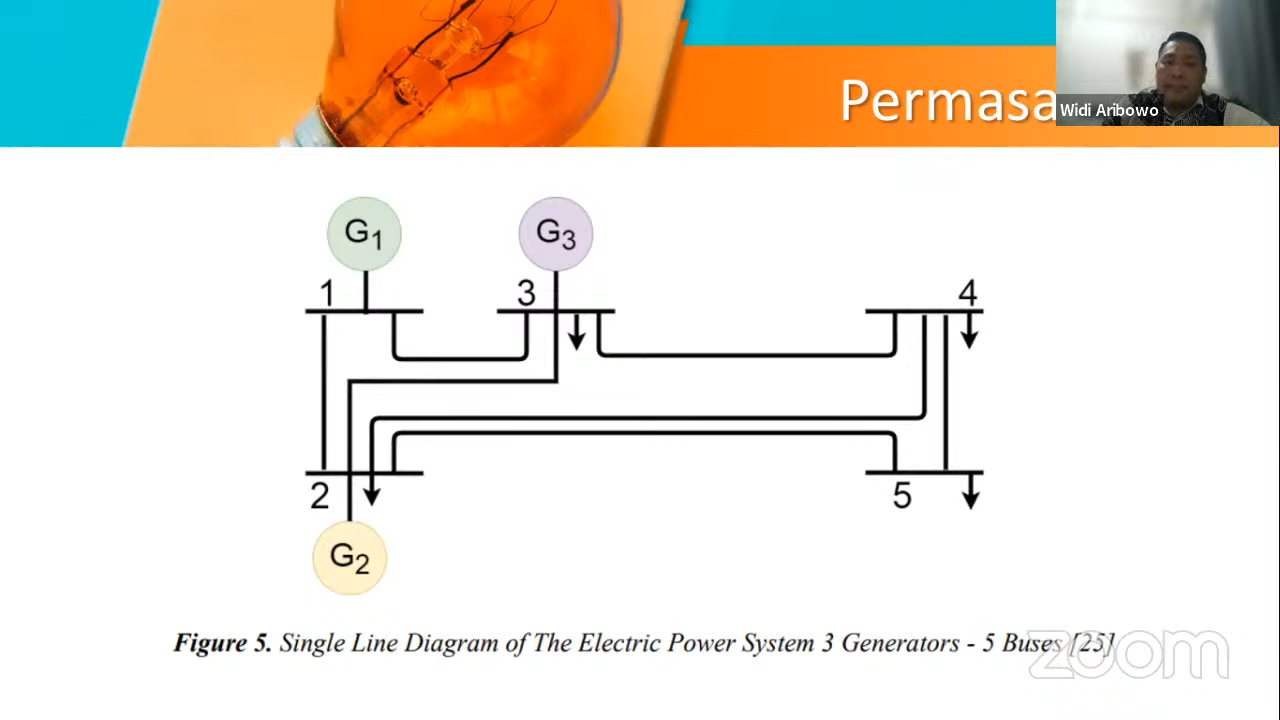 Permasa
Widi Aribowo
G1
G3
1
3
4
2
5
G2
Figure 5. Single Line Diagram of The Electric Power System 3 Generators - 5 Buses [25]
zoom